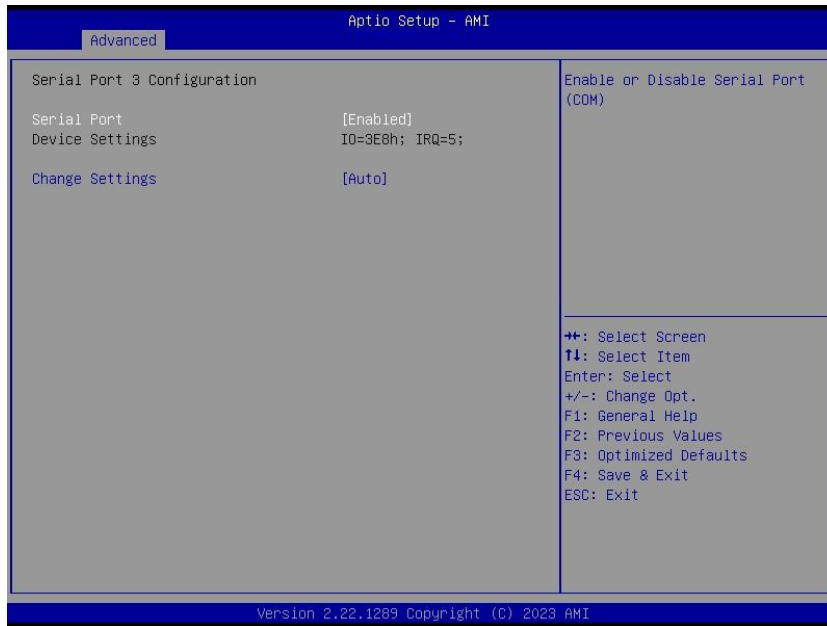 Aptio Setup – AMI
Advanced
Serial Port 3 Configuration
Serial Port [Enabled]
Device Settings IO=3E8h; IRQ=5;
Change Settings [Auto]
Enable or Disable Serial Port
(COM)
→←: Select Screen
↑↓: Select Item
Enter: Select
+/-: Change Opt.
F1: General Help
F2: Previous Values
F3: Optimized Defaults
F4: Save & Exit
ESC: Exit
Version 2.22.1289 Copyright (C) 2023 AMI